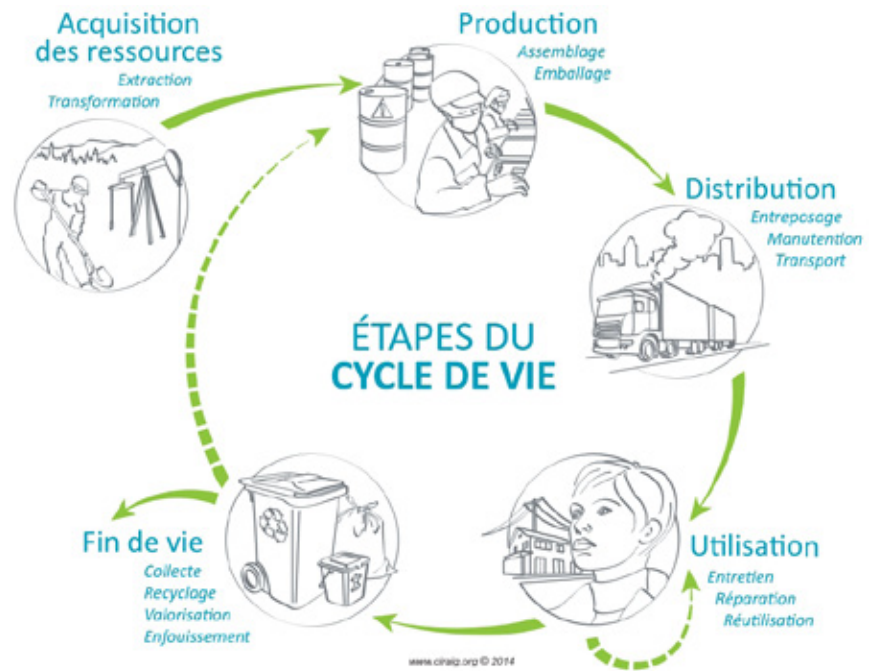 Acquisition
des ressources
Extraction
Transformation
Production
Assemblage
Emballage
Distribution
Entreposage
Manutention
Transport
ÉTAPES DU
CYCLE DE VIE
Utilisation
Entretien
Réparation
Réutilisation
Fin de vie
Collecte
Recyclage
Valorisation
Enfouissement
www.ciraig.org © 2014